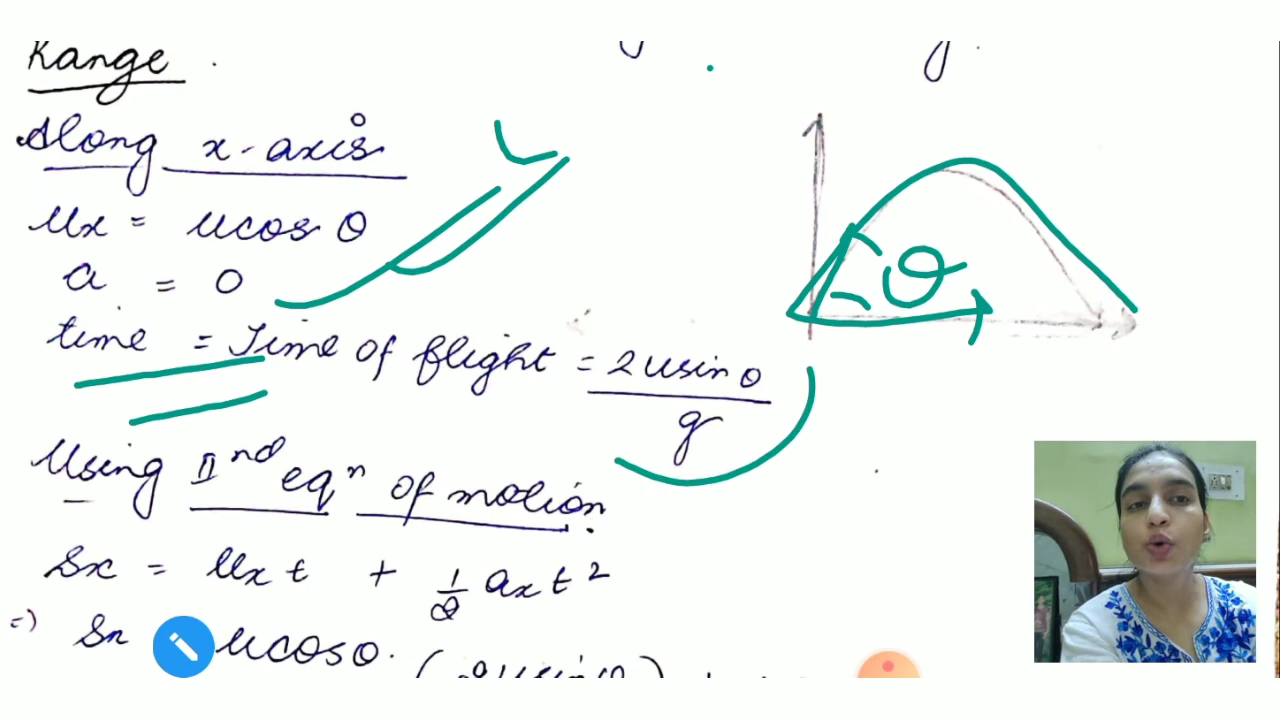 Range
Along x-axis
ux = ucosθ
a = 0
θ
time = Time of flight = 2usinθ
g
Using IInd eqn of motion.
Sx = uxt + 1/2 axt2
=) Sx ucosθ.